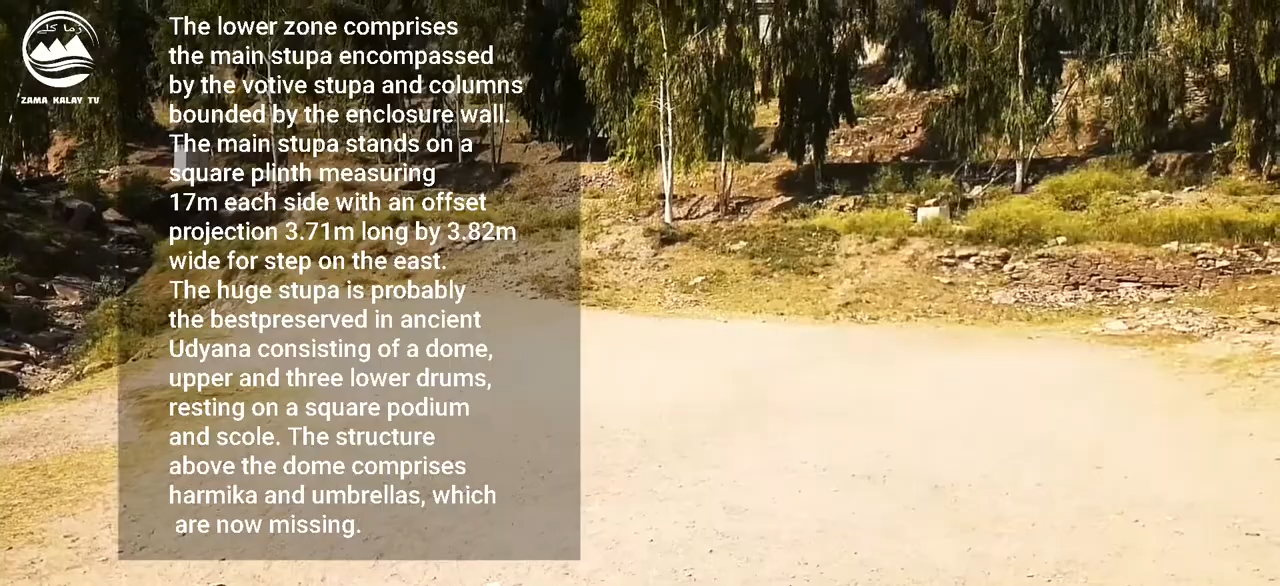 زما کلے
ZAMA KALAY TV
The lower zone comprises
the main stupa encompassed
by the votive stupa and columns
bounded by the enclosure wall.
The main stupa stands on a
square plinth measuring
17m each side with an offset
projection 3.71m long by 3.82m
wide for step on the east.
The huge stupa is probably
the bestpreserved in ancient
Udyana consisting of a dome,
upper and three lower drums,
resting on a square podium
and scole. The structure
above the dome comprises
harmika and umbrellas, which
are now missing.